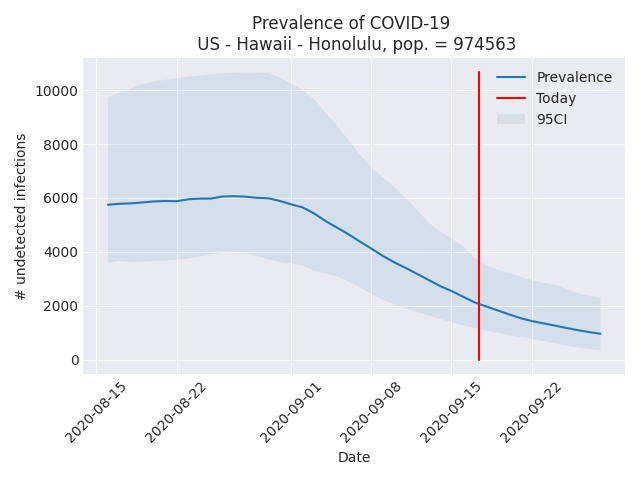 Prevalence of COVID-19
US - Hawaii - Honolulu, pop. = 974563
# undetected infections
10000
8000
6000
4000
2000
0
Prevalence
Today
95CI
2020-08-15
2020-08-22
2020-09-01
2020-09-08
2020-09-15
2020-09-22
Date